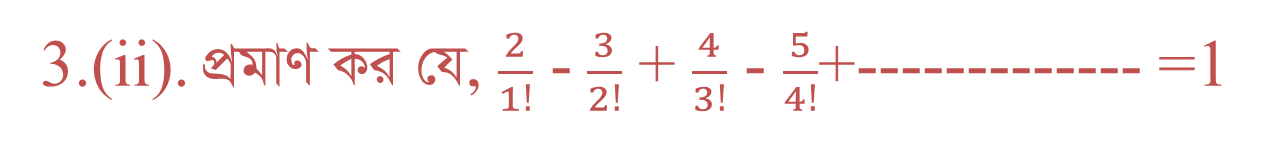 3.(ii). প্রমাণ কর যে, 2/1! - 3/2! + 4/3! - 5/4! +------------- =1